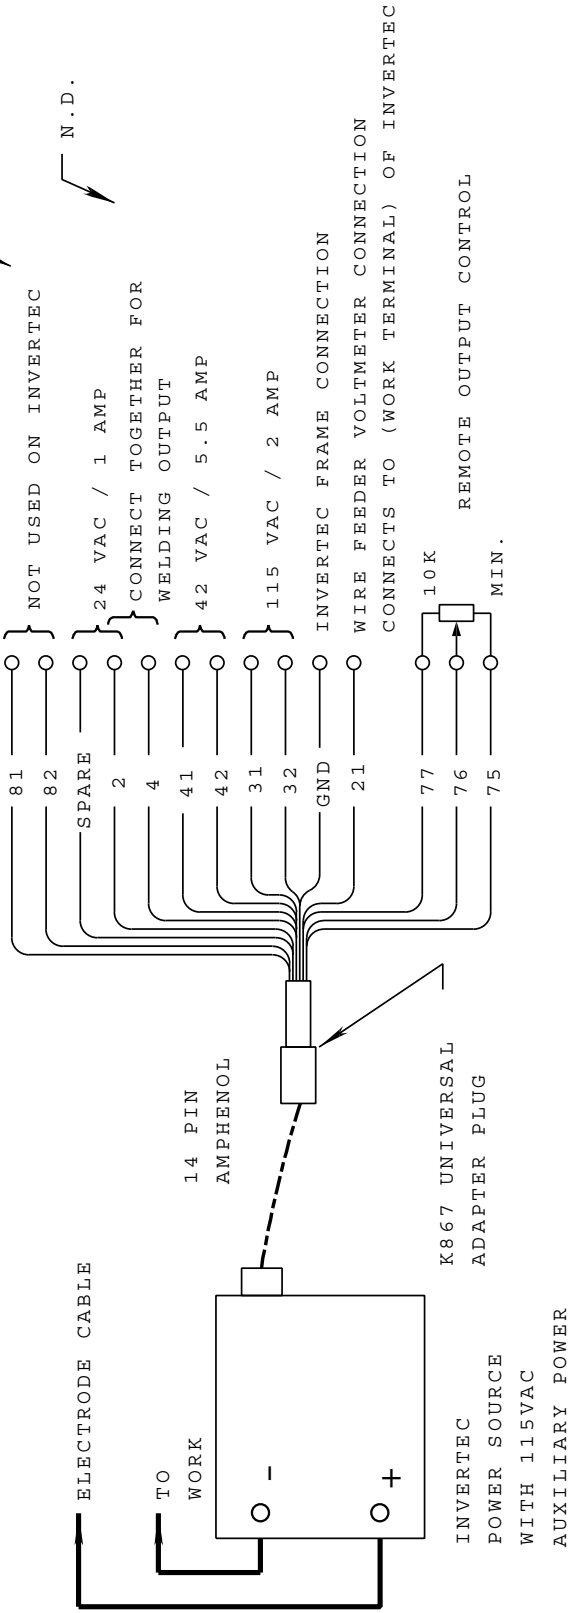 N.D.
81
82
SPARE
2
4
41
42
31
32
GND
21
77
76
75
NOT USED ON INVERTEC
24 VAC / 1 AMP
CONNECT TOGETHER FOR
WELDING OUTPUT
42 VAC / 5.5 AMP
115 VAC / 2 AMP
INVERTEC FRAME CONNECTION
WIRE FEEDER VOLTMETER CONNECTION
CONNECTS TO (WORK TERMINAL) OF INVERTEC
10K
REMOTE OUTPUT CONTROL
MIN.
14 PIN
AMPHENOL
K867 UNIVERSAL
ADAPTER PLUG
ELECTRODE CABLE
TO
WORK
-
+
INVERTEC
POWER SOURCE
WITH 115VAC
AUXILIARY POWER